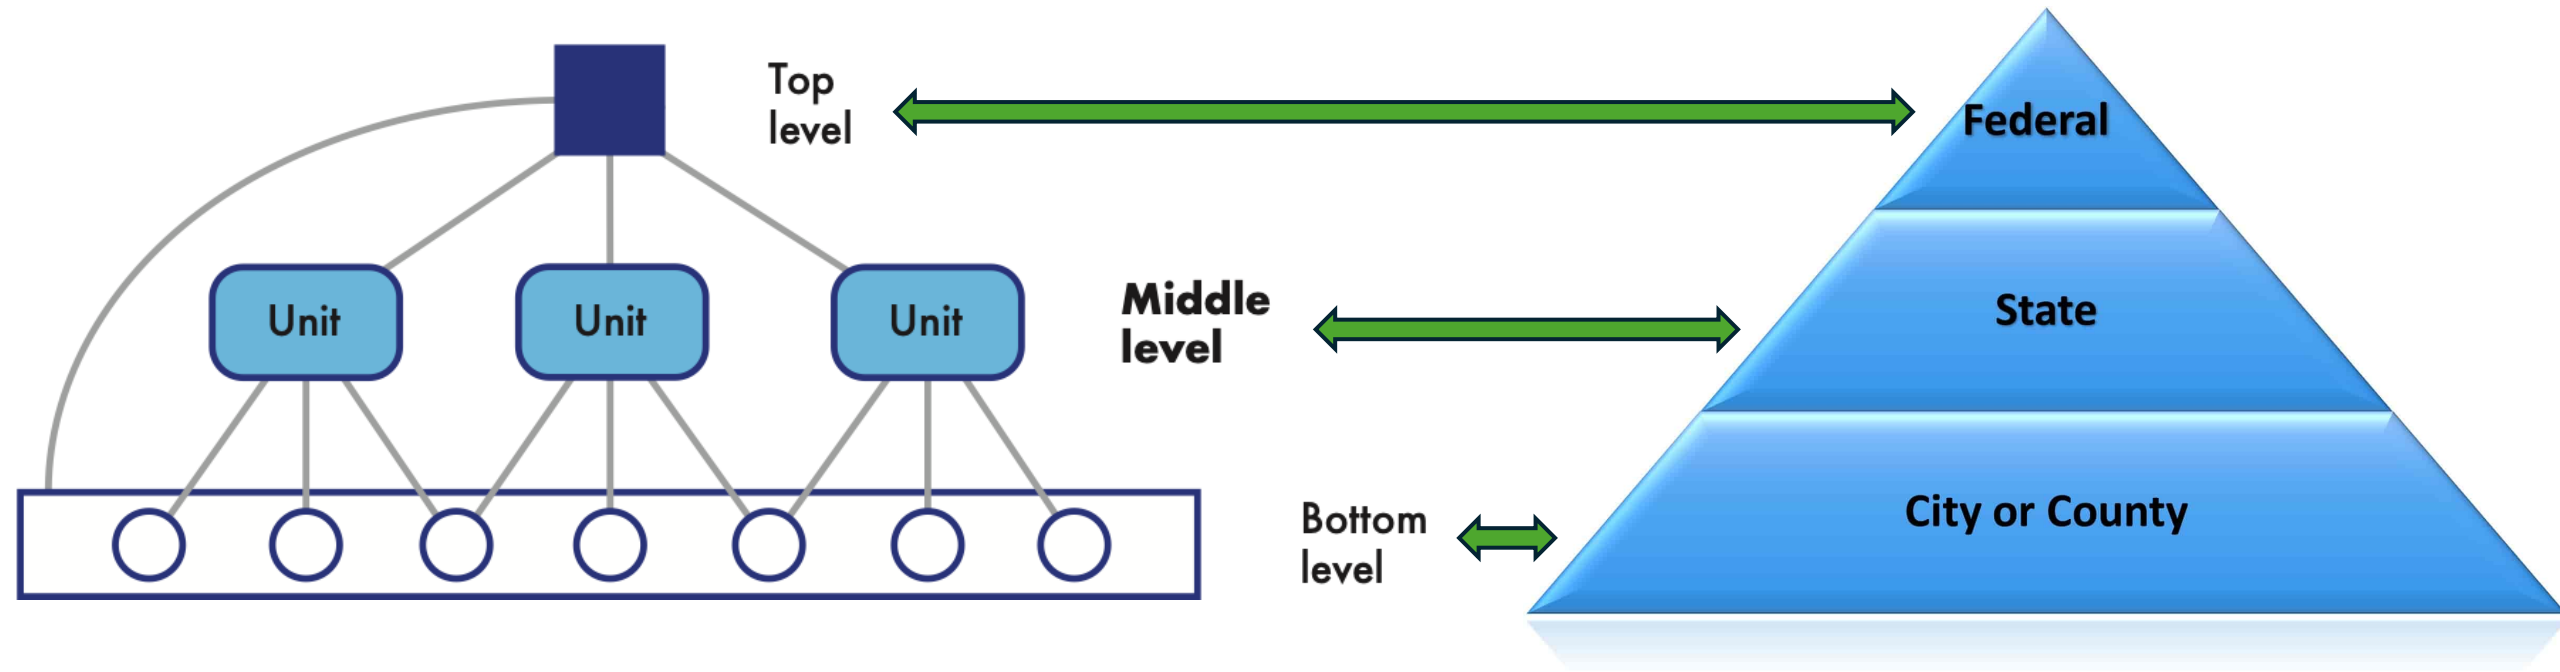 Top
level
Federal
Unit
Unit
Unit
Middle
level
State
Bottom
level
City or County